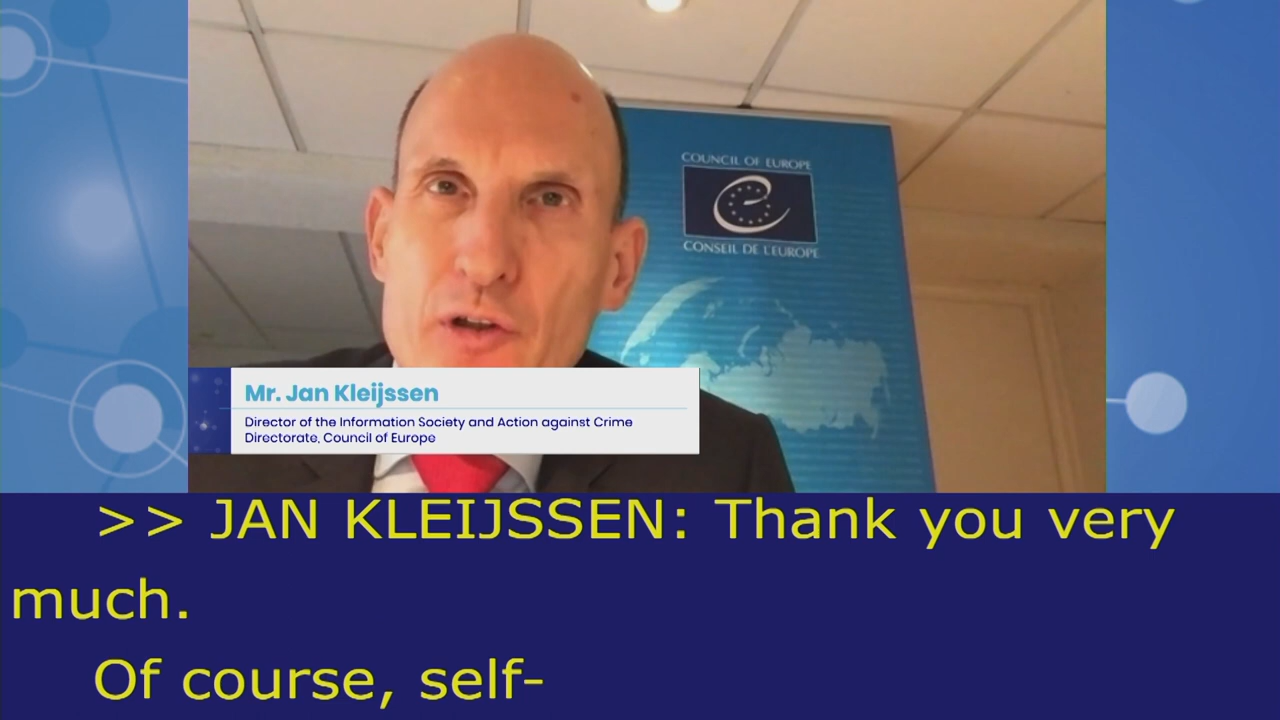 COUNCIL OF EUROPE
CONSEIL DE L'EUROPE
Mr. Jan Kleijssen
Director of the Information Society and Action against Crime
Directorate, Council of Europe
>> JAN KLEIJSSEN: Thank you very
much.
Of course, self-